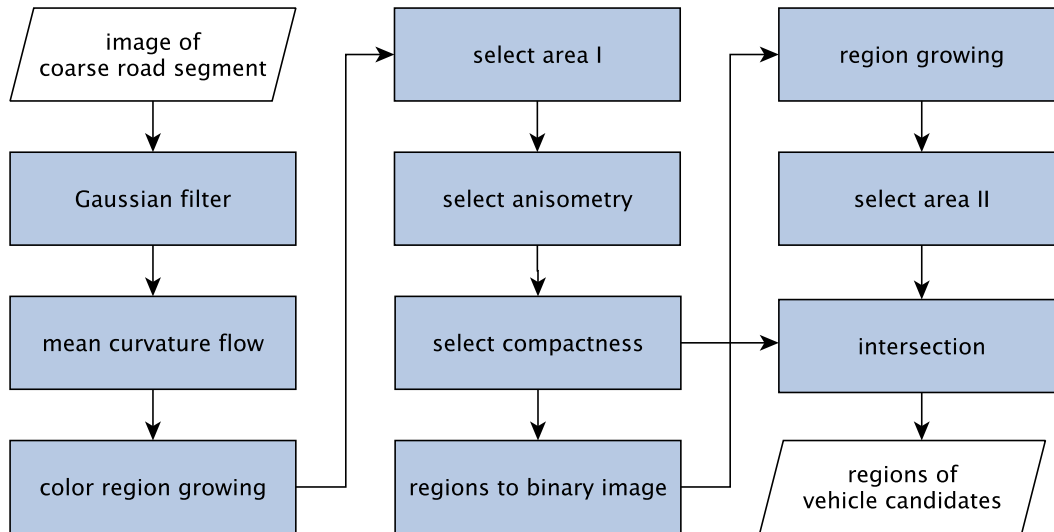 image of
coarse road segment
Gaussian filter
mean curvature flow
color region growing
select area I
select anisometry
select compactness
regions to binary image
region growing
select area II
intersection
regions of
vehicle candidates